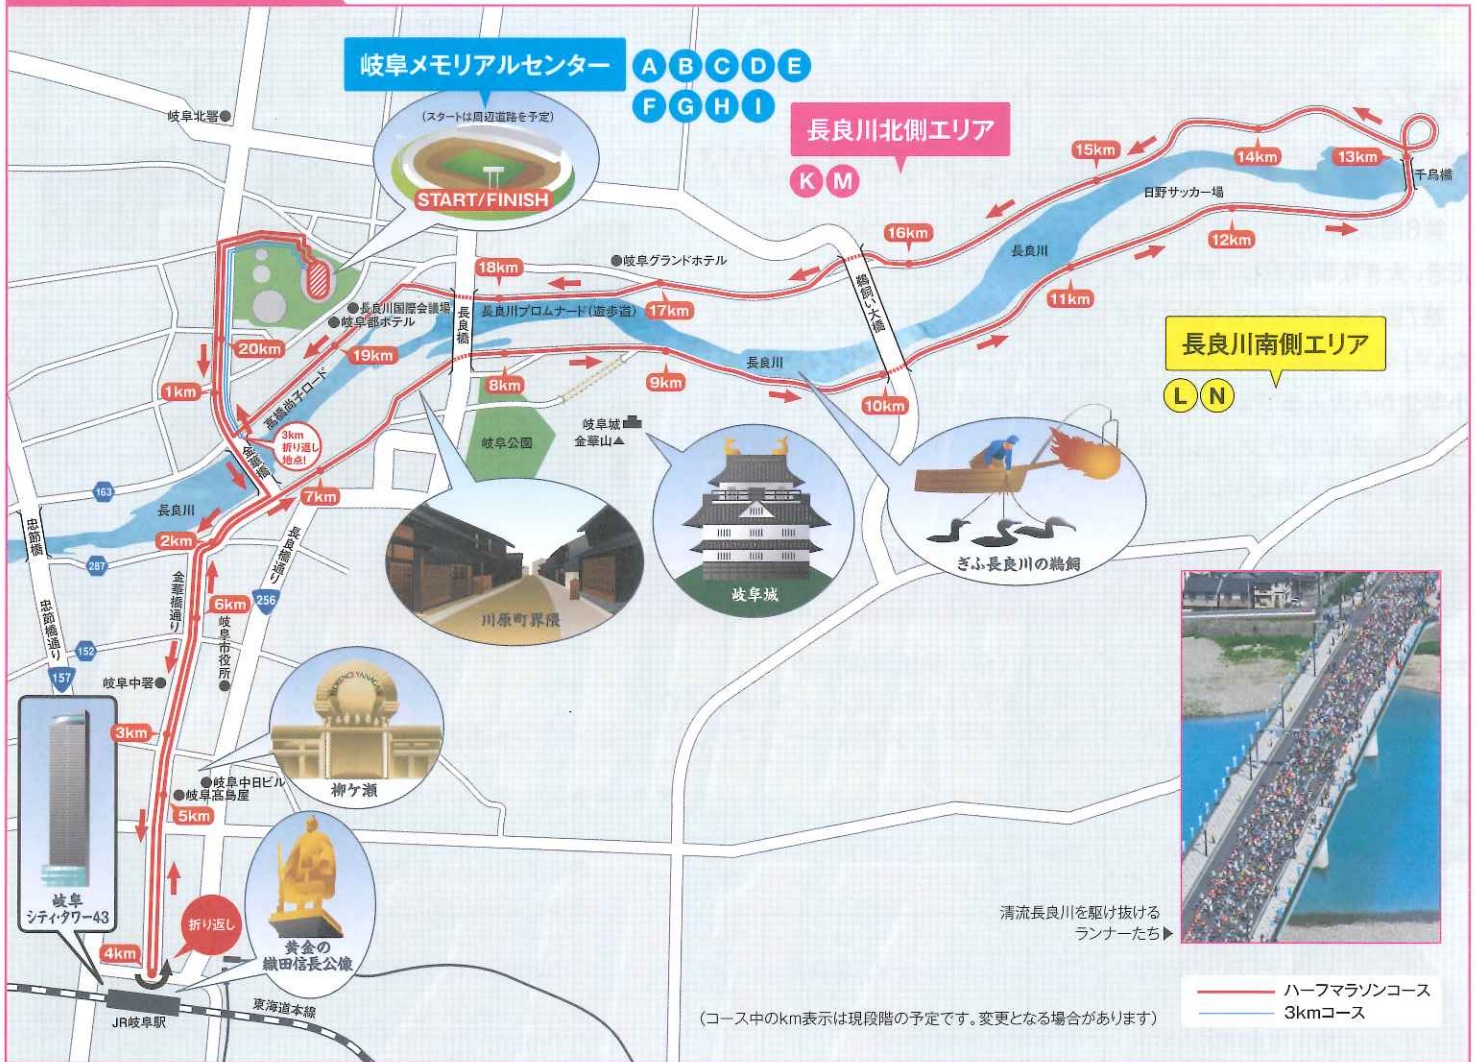 岐阜メモリアルセンター
A B C D E
F G H I
(スタートは周辺道路を予定)
START/FINISH
長良川北側エリア
K M
岐阜北署
15km
14km
13km
千鳥橋
日野サッカー場
12km
16km
長良川
11km
岐阜グランドホテル
18km
17km
鵜飼い大橋
長良川国際会議場
岐阜都ホテル
長良橋
長良川プロムナード(遊歩道)
20km
19km
長良川南側エリア
L N
1km
高橋尚子ロード
8km
9km
長良川
10km
3km
折り返し
地点!
金華橋
岐阜公園
岐阜城
金華山
7km
163
長良川
忠節橋
2km
287
長良橋通り
256
金華橋通り
6km
岐阜市役所
川原町界隈
岐阜城
ぎふ長良川の鵜飼
忠節橋通り
152
157
岐阜中署
3km
柳ケ瀬
岐阜中日ビル
岐阜髙島屋
5km
岐阜
シティ・タワー43
折り返し
4km
黄金の
織田信長公像
JR岐阜駅
東海道本線
清流長良川を駆け抜ける
ランナーたち▶
(コース中のkm表示は現段階の予定です。変更となる場合があります)
ハーフマラソンコース
3kmコース